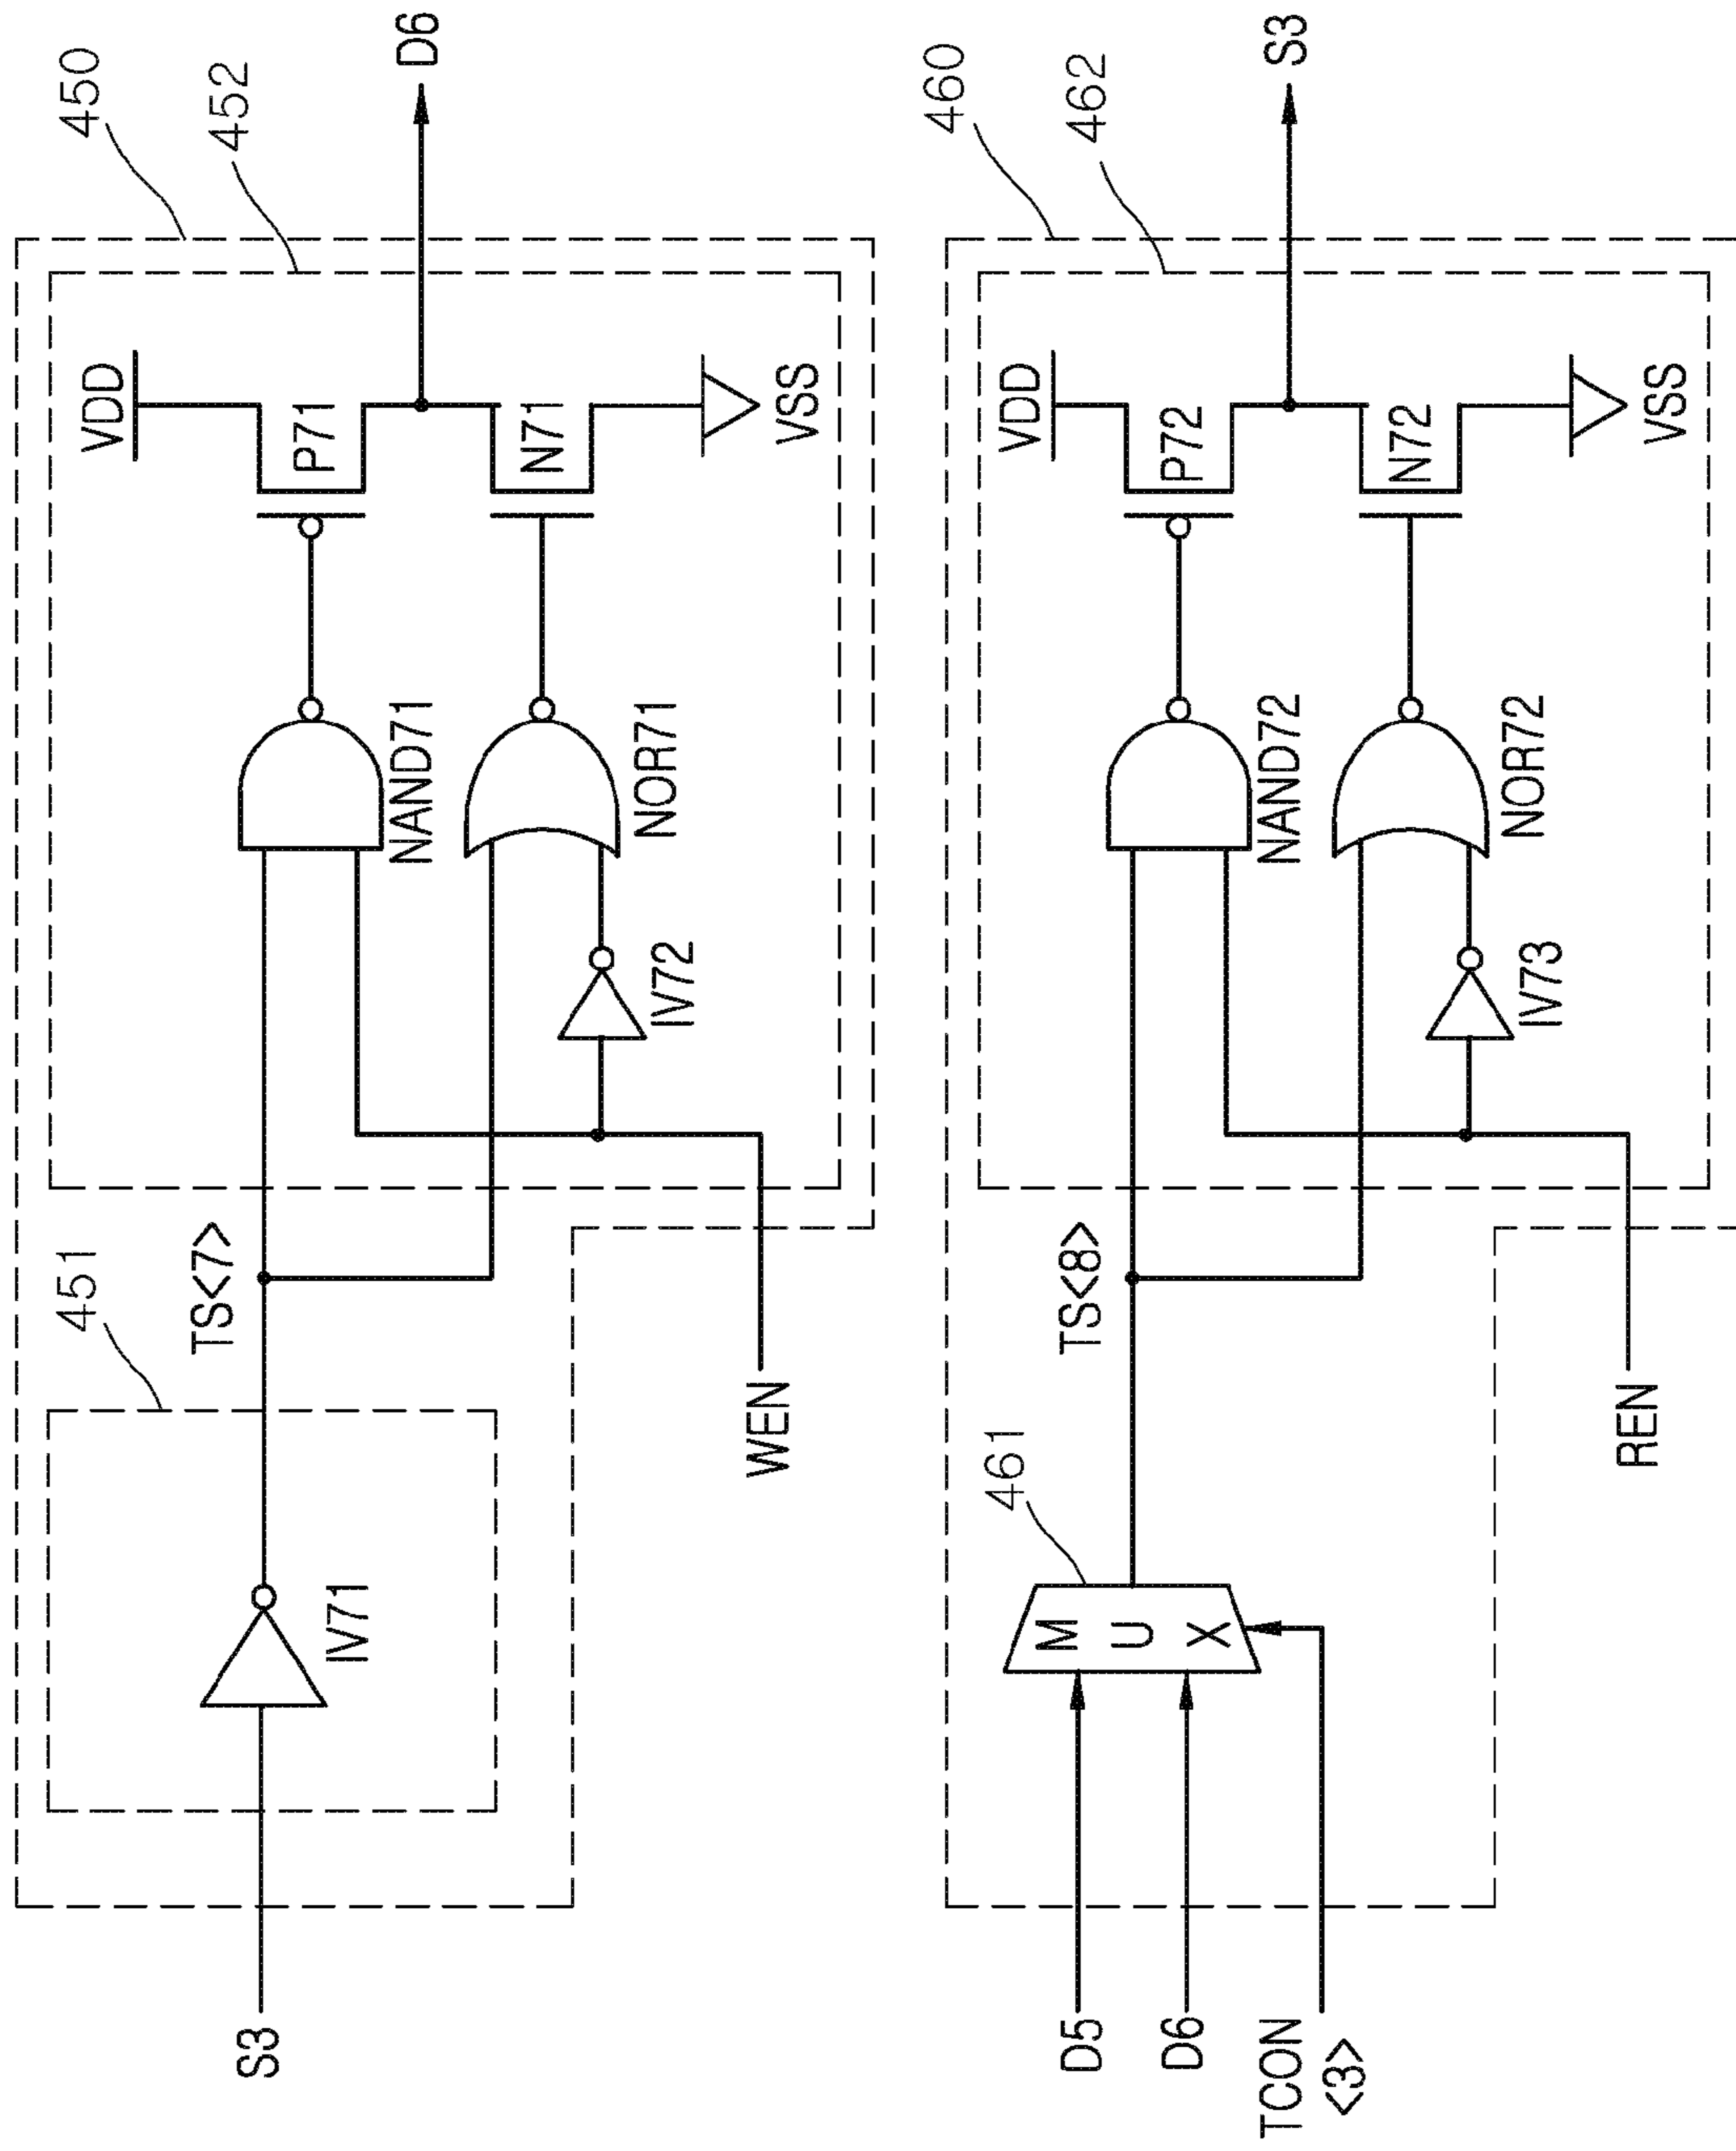 450
452
VDD
P71
D6
N71
VSS
NAND71
NOR71
IV72
TS<7>
451
IV71
S3
WEN
460
462
VDD
P72
S3
N72
VSS
NAND72
NOR72
IV73
TS<8>
461
MUX
D5
D6
TCON
<3>
REN